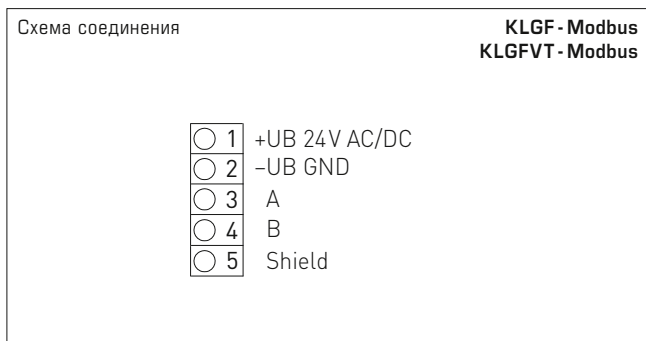 Схема соединения
KLGF - Modbus
KLGFVT - Modbus
1 +UB 24V AC/DC
2 –UB GND
3 A
4 B
5 Shield